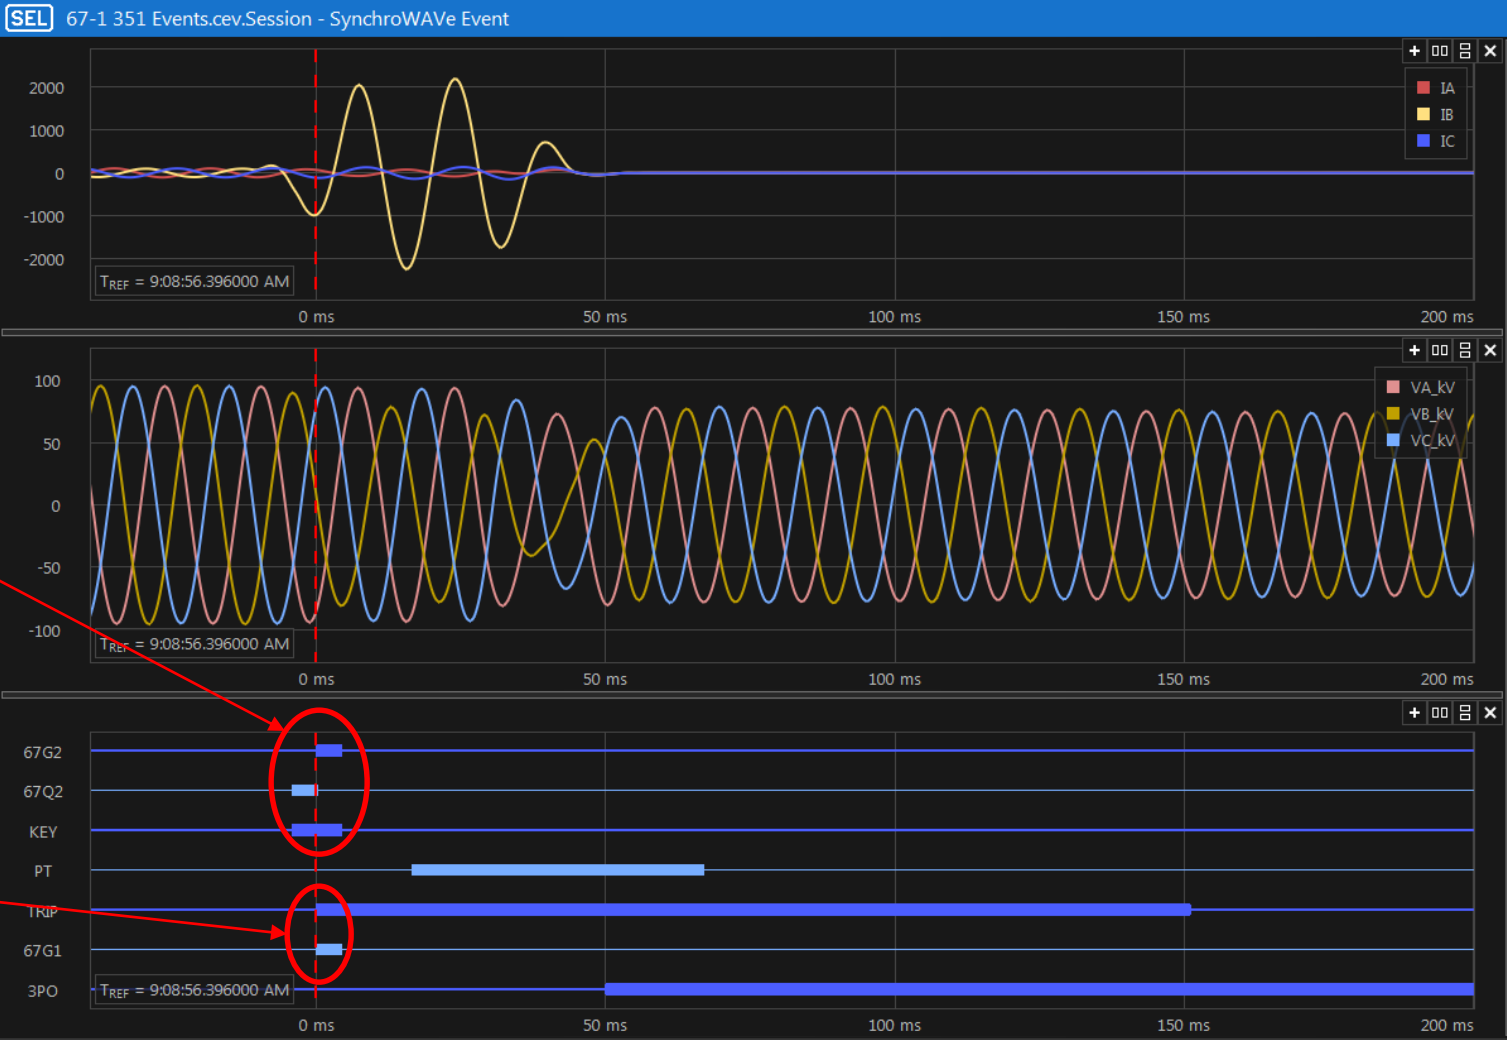 SEL 67-1 351 Events.cev.Session - SynchroWAVe Event
2000
1000
0
-1000
-2000
IA
IB
IC
TREF = 9:08:56.396000 AM
0 ms 50 ms 100 ms 150 ms 200 ms
100
50
0
-50
-100
VA_kV
VB_kV
VC_kV
TREF = 9:08:56.396000 AM
0 ms 50 ms 100 ms 150 ms 200 ms
67G2
67Q2
KEY
PT
TRIP
67G1
3PO
TREF = 9:08:56.396000 AM
0 ms 50 ms 100 ms 150 ms 200 ms